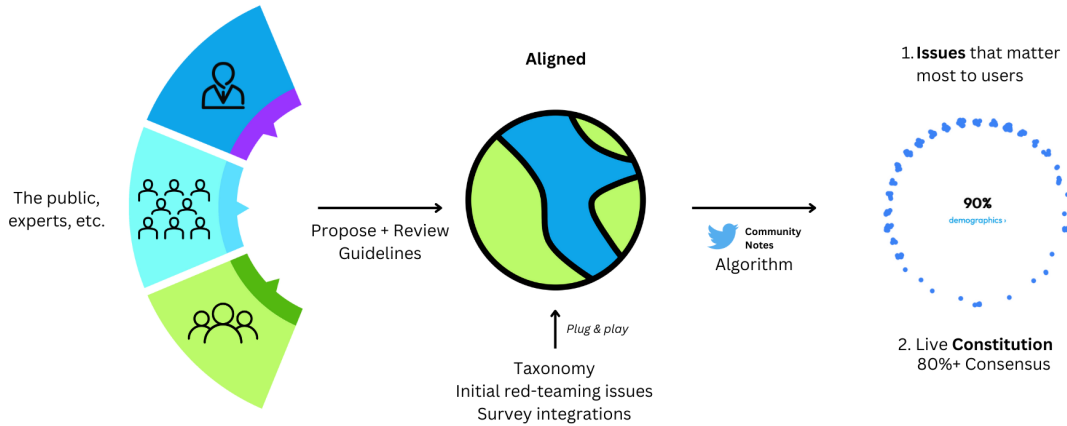 The public,
experts, etc.
Propose + Review
Guidelines
Aligned
Plug & play
Taxonomy
Initial red-teaming issues
Survey integrations
Community
Notes
Algorithm
1. Issues that matter
most to users
90%
demographics ›
2. Live Constitution
80%+ Consensus